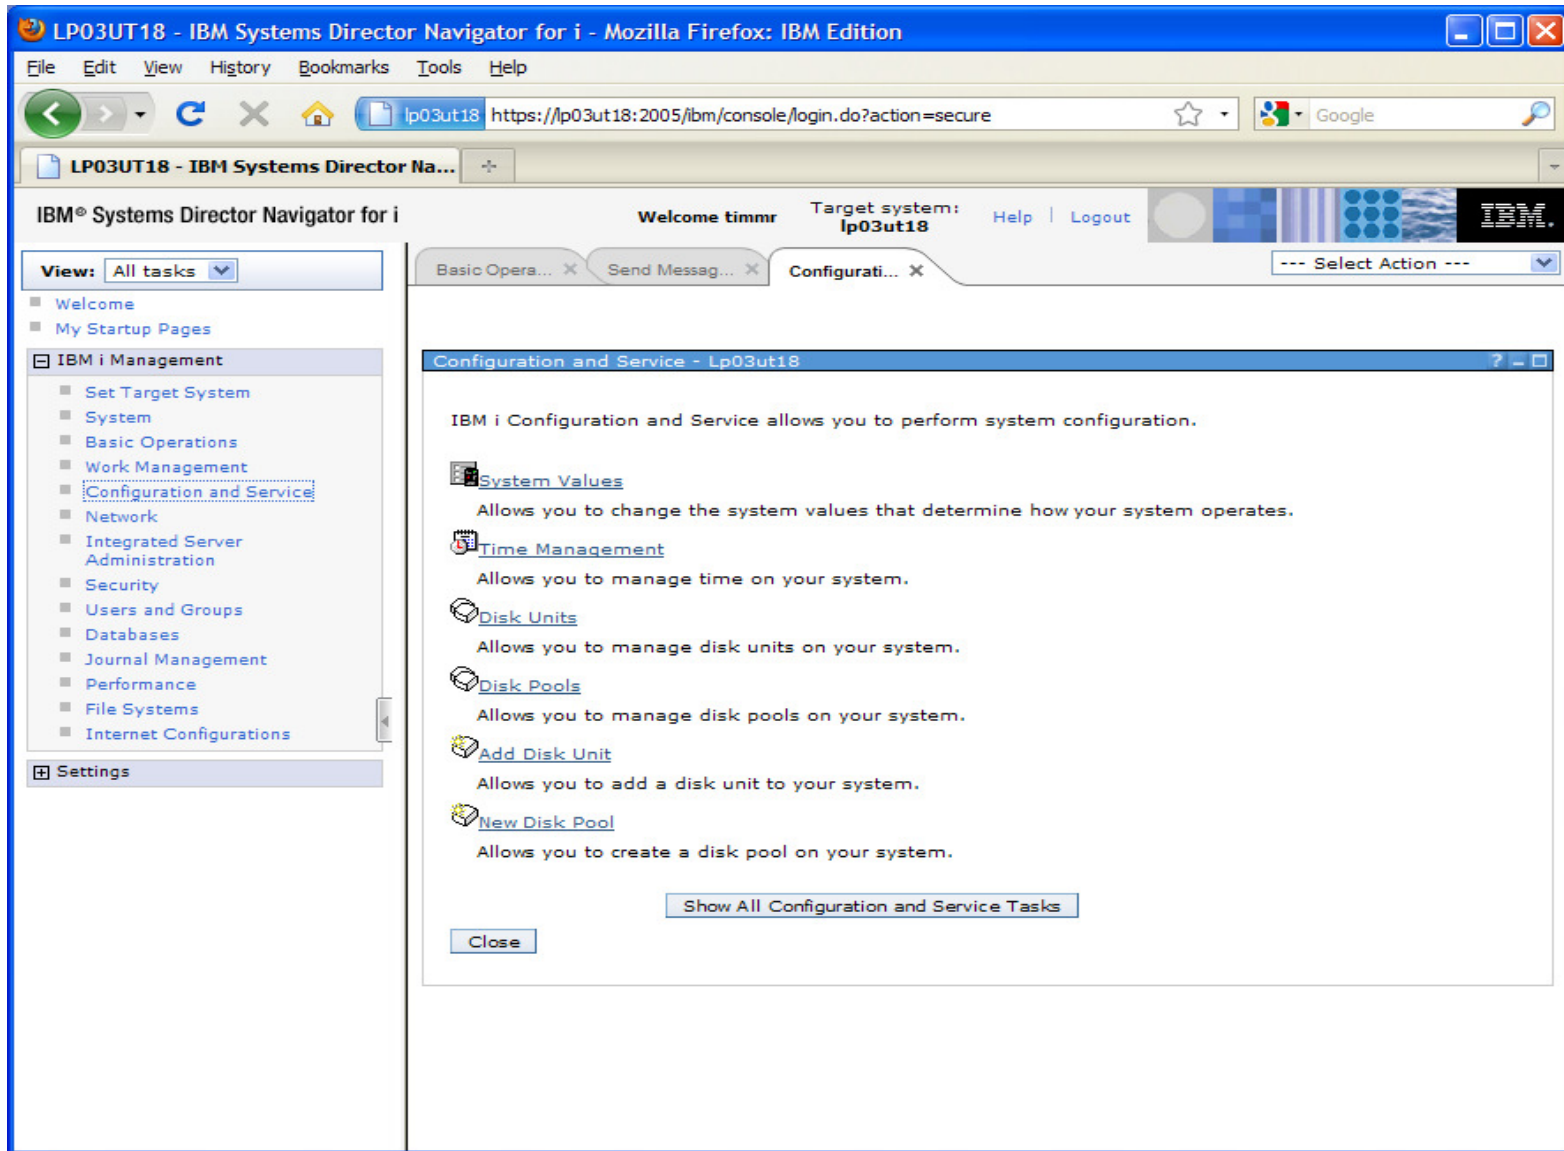 LP03UT18 - IBM Systems Director Navigator for i - Mozilla Firefox: IBM Edition
File Edit View History Bookmarks Tools Help
lp03ut18 https://lp03ut18:2005/ibm/console/login.do?action=secure Google
LP03UT18 - IBM Systems Director Na...
IBM® Systems Director Navigator for i
Welcome timmr
Target system:
lp03ut18
Help | Logout
IBM.
View: All tasks
Basic Opera... Send Messag... Configurati...
--- Select Action ---
Welcome
My Startup Pages
IBM i Management
Set Target System
System
Basic Operations
Work Management
Configuration and Service
Network
Integrated Server
Administration
Security
Users and Groups
Databases
Journal Management
Performance
File Systems
Internet Configurations
Settings
Configuration and Service - Lp03ut18
IBM i Configuration and Service allows you to perform system configuration.
System Values
Allows you to change the system values that determine how your system operates.
Time Management
Allows you to manage time on your system.
Disk Units
Allows you to manage disk units on your system.
Disk Pools
Allows you to manage disk pools on your system.
Add Disk Unit
Allows you to add a disk unit to your system.
New Disk Pool
Allows you to create a disk pool on your system.
Show All Configuration and Service Tasks
Close